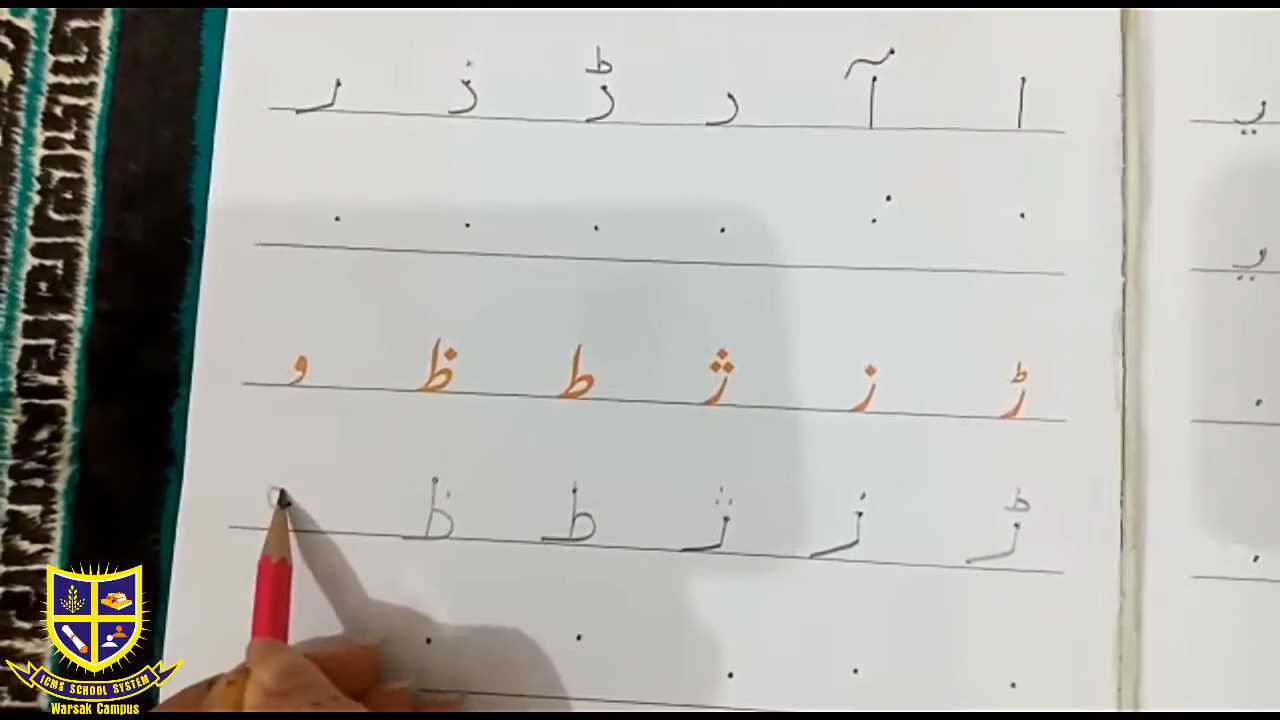 ا آ ر ڑ ز ر
ڑ ز ژ ط ظ و
ڑ ز ژ ط ظ
ICMS SCHOOL SYSTEM
Warsak Campus